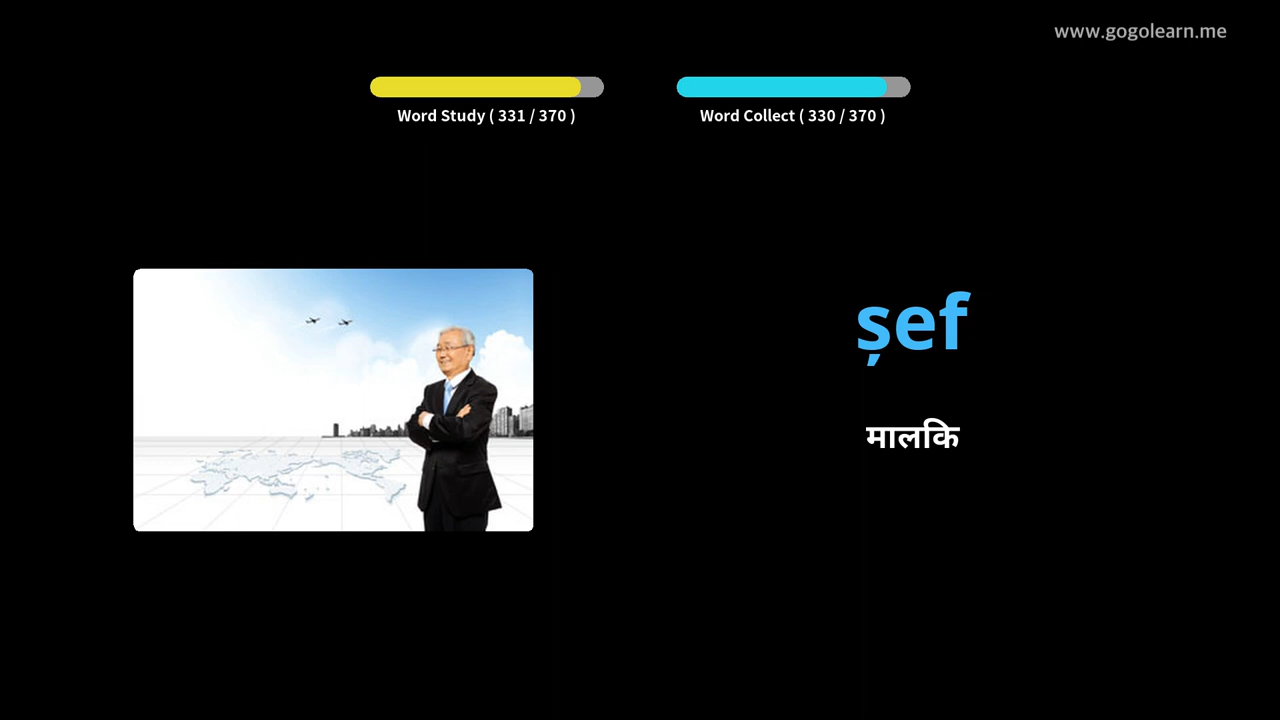 www.gogolearn.me
Word Study ( 331 / 370 )
Word Collect ( 330 / 370 )
șef
मालकि